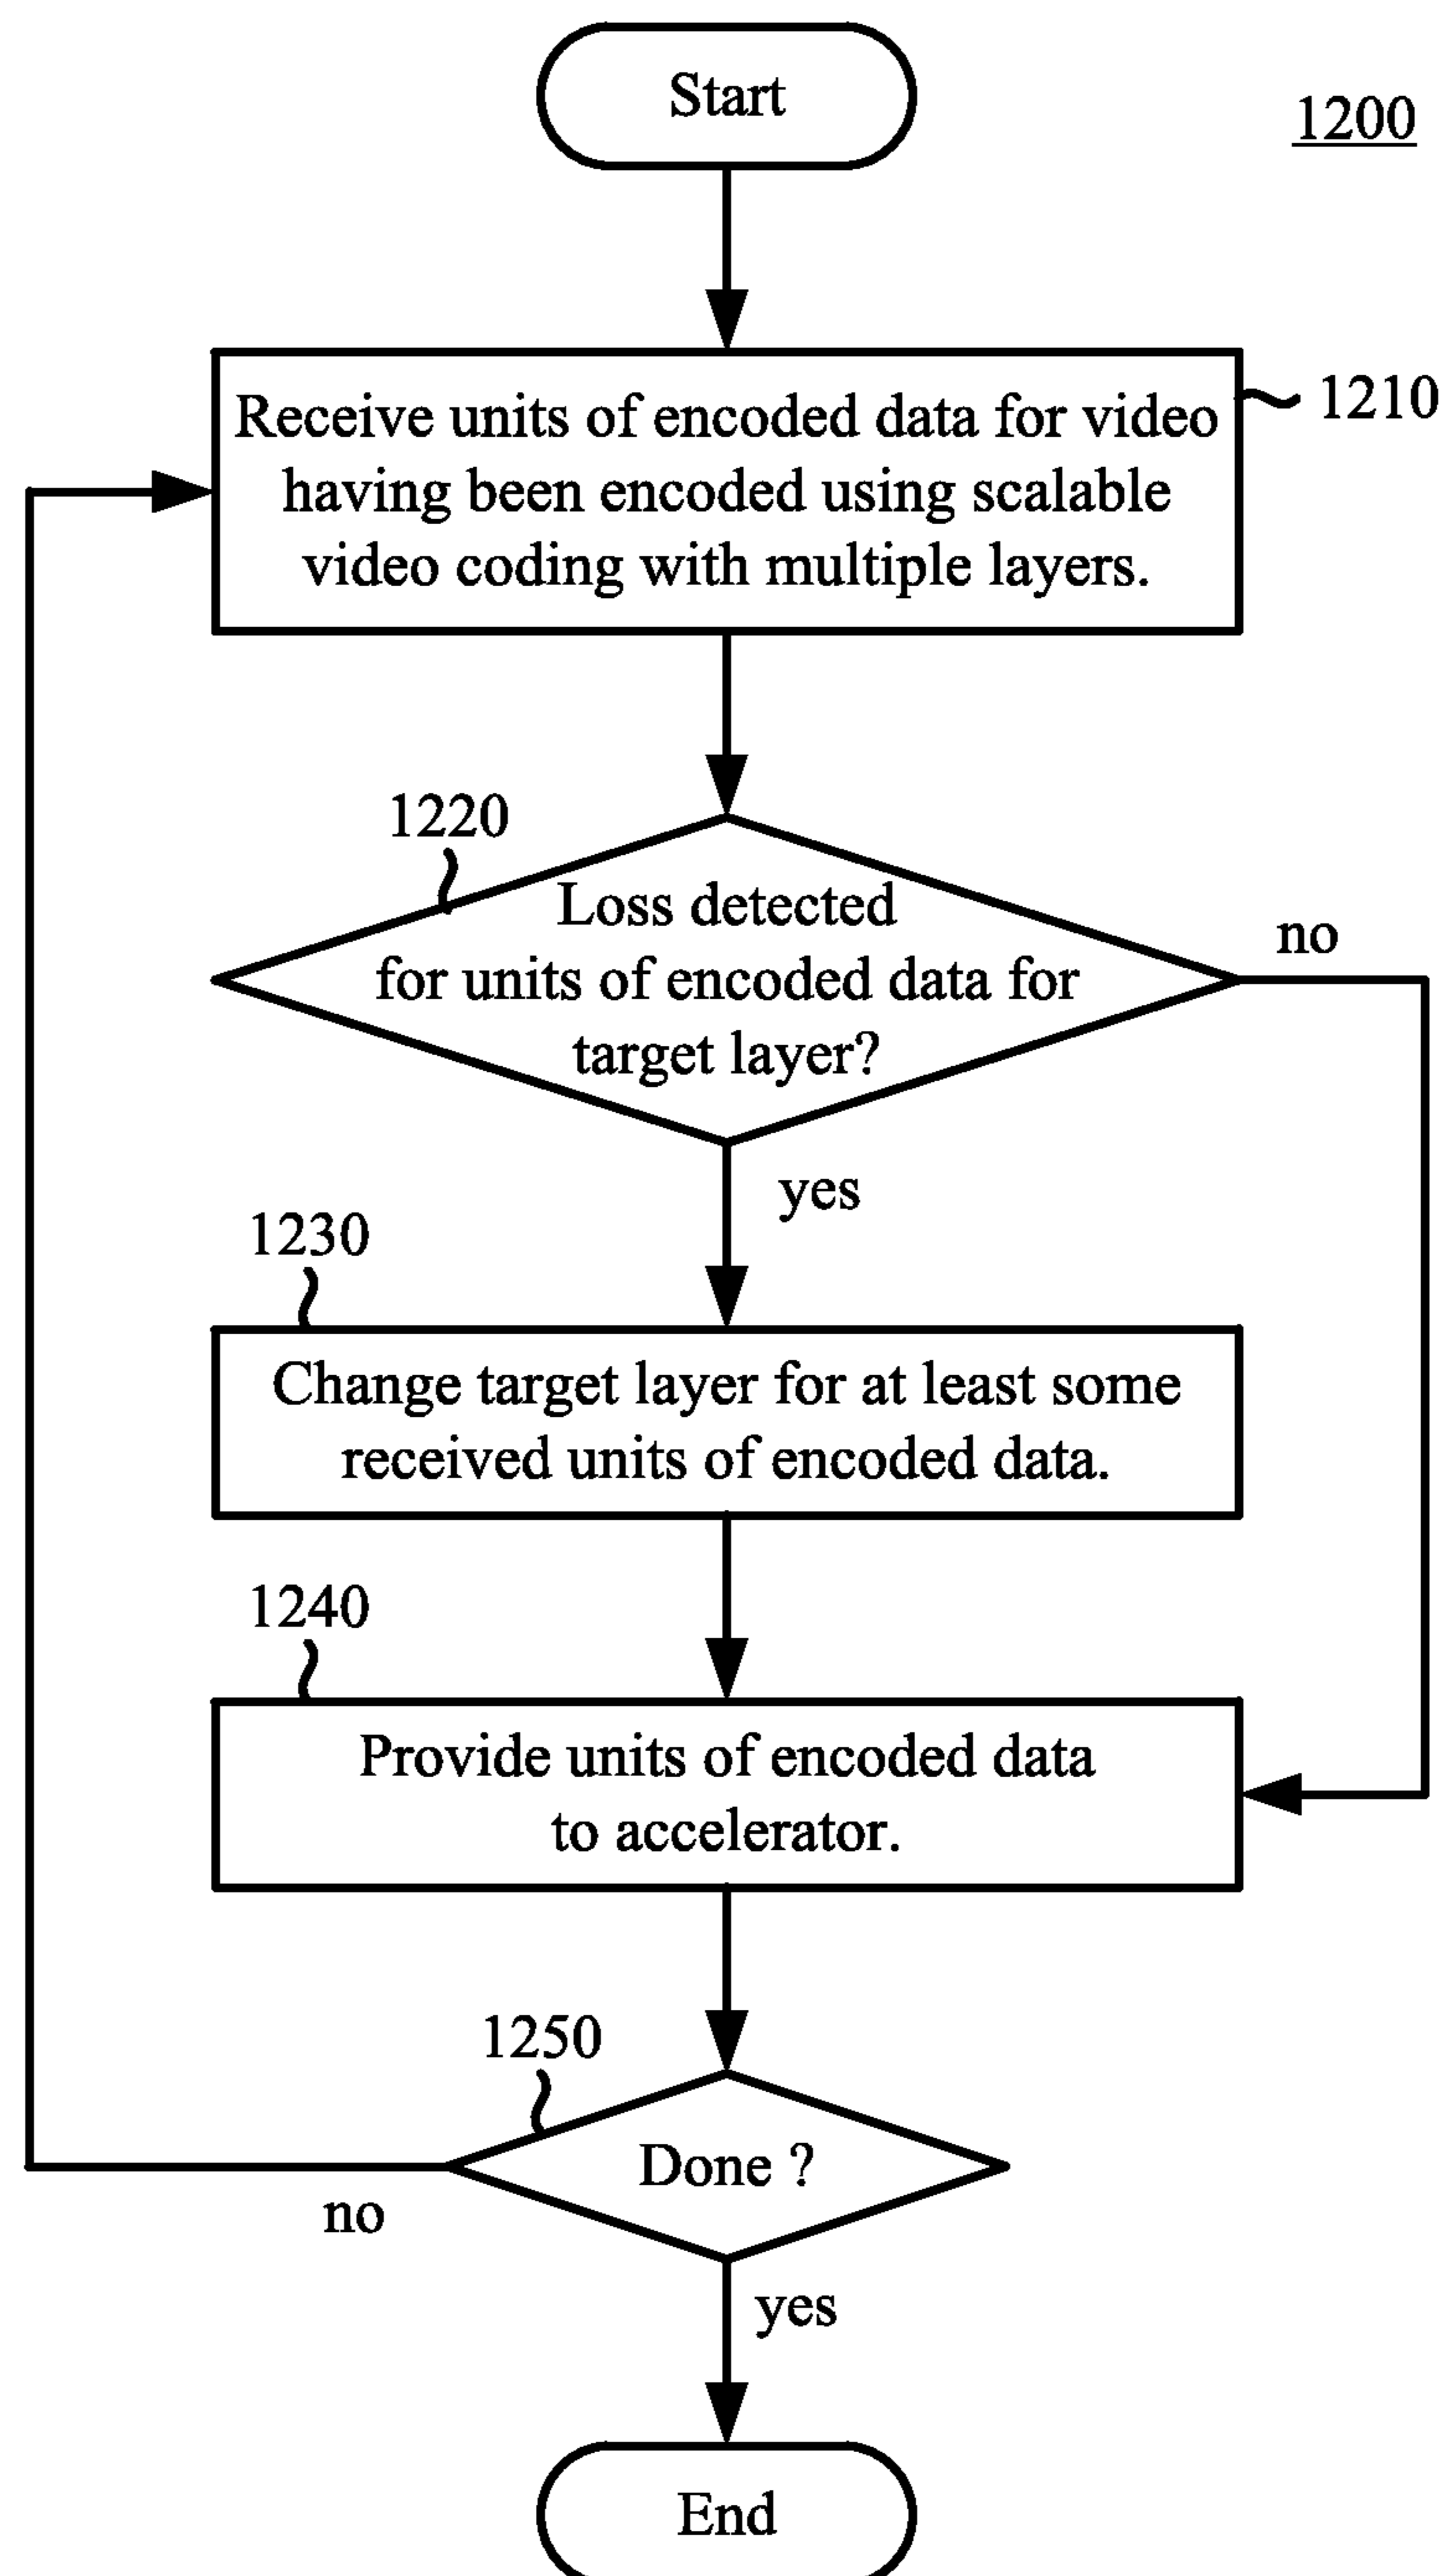 Start
1200
Receive units of encoded data for video
having been encoded using scalable
video coding with multiple layers.
1210
1220
Loss detected
for units of encoded data for
target layer?
no
yes
1230
Change target layer for at least some
received units of encoded data.
1240
Provide units of encoded data
to accelerator.
1250
Done ?
no
yes
End